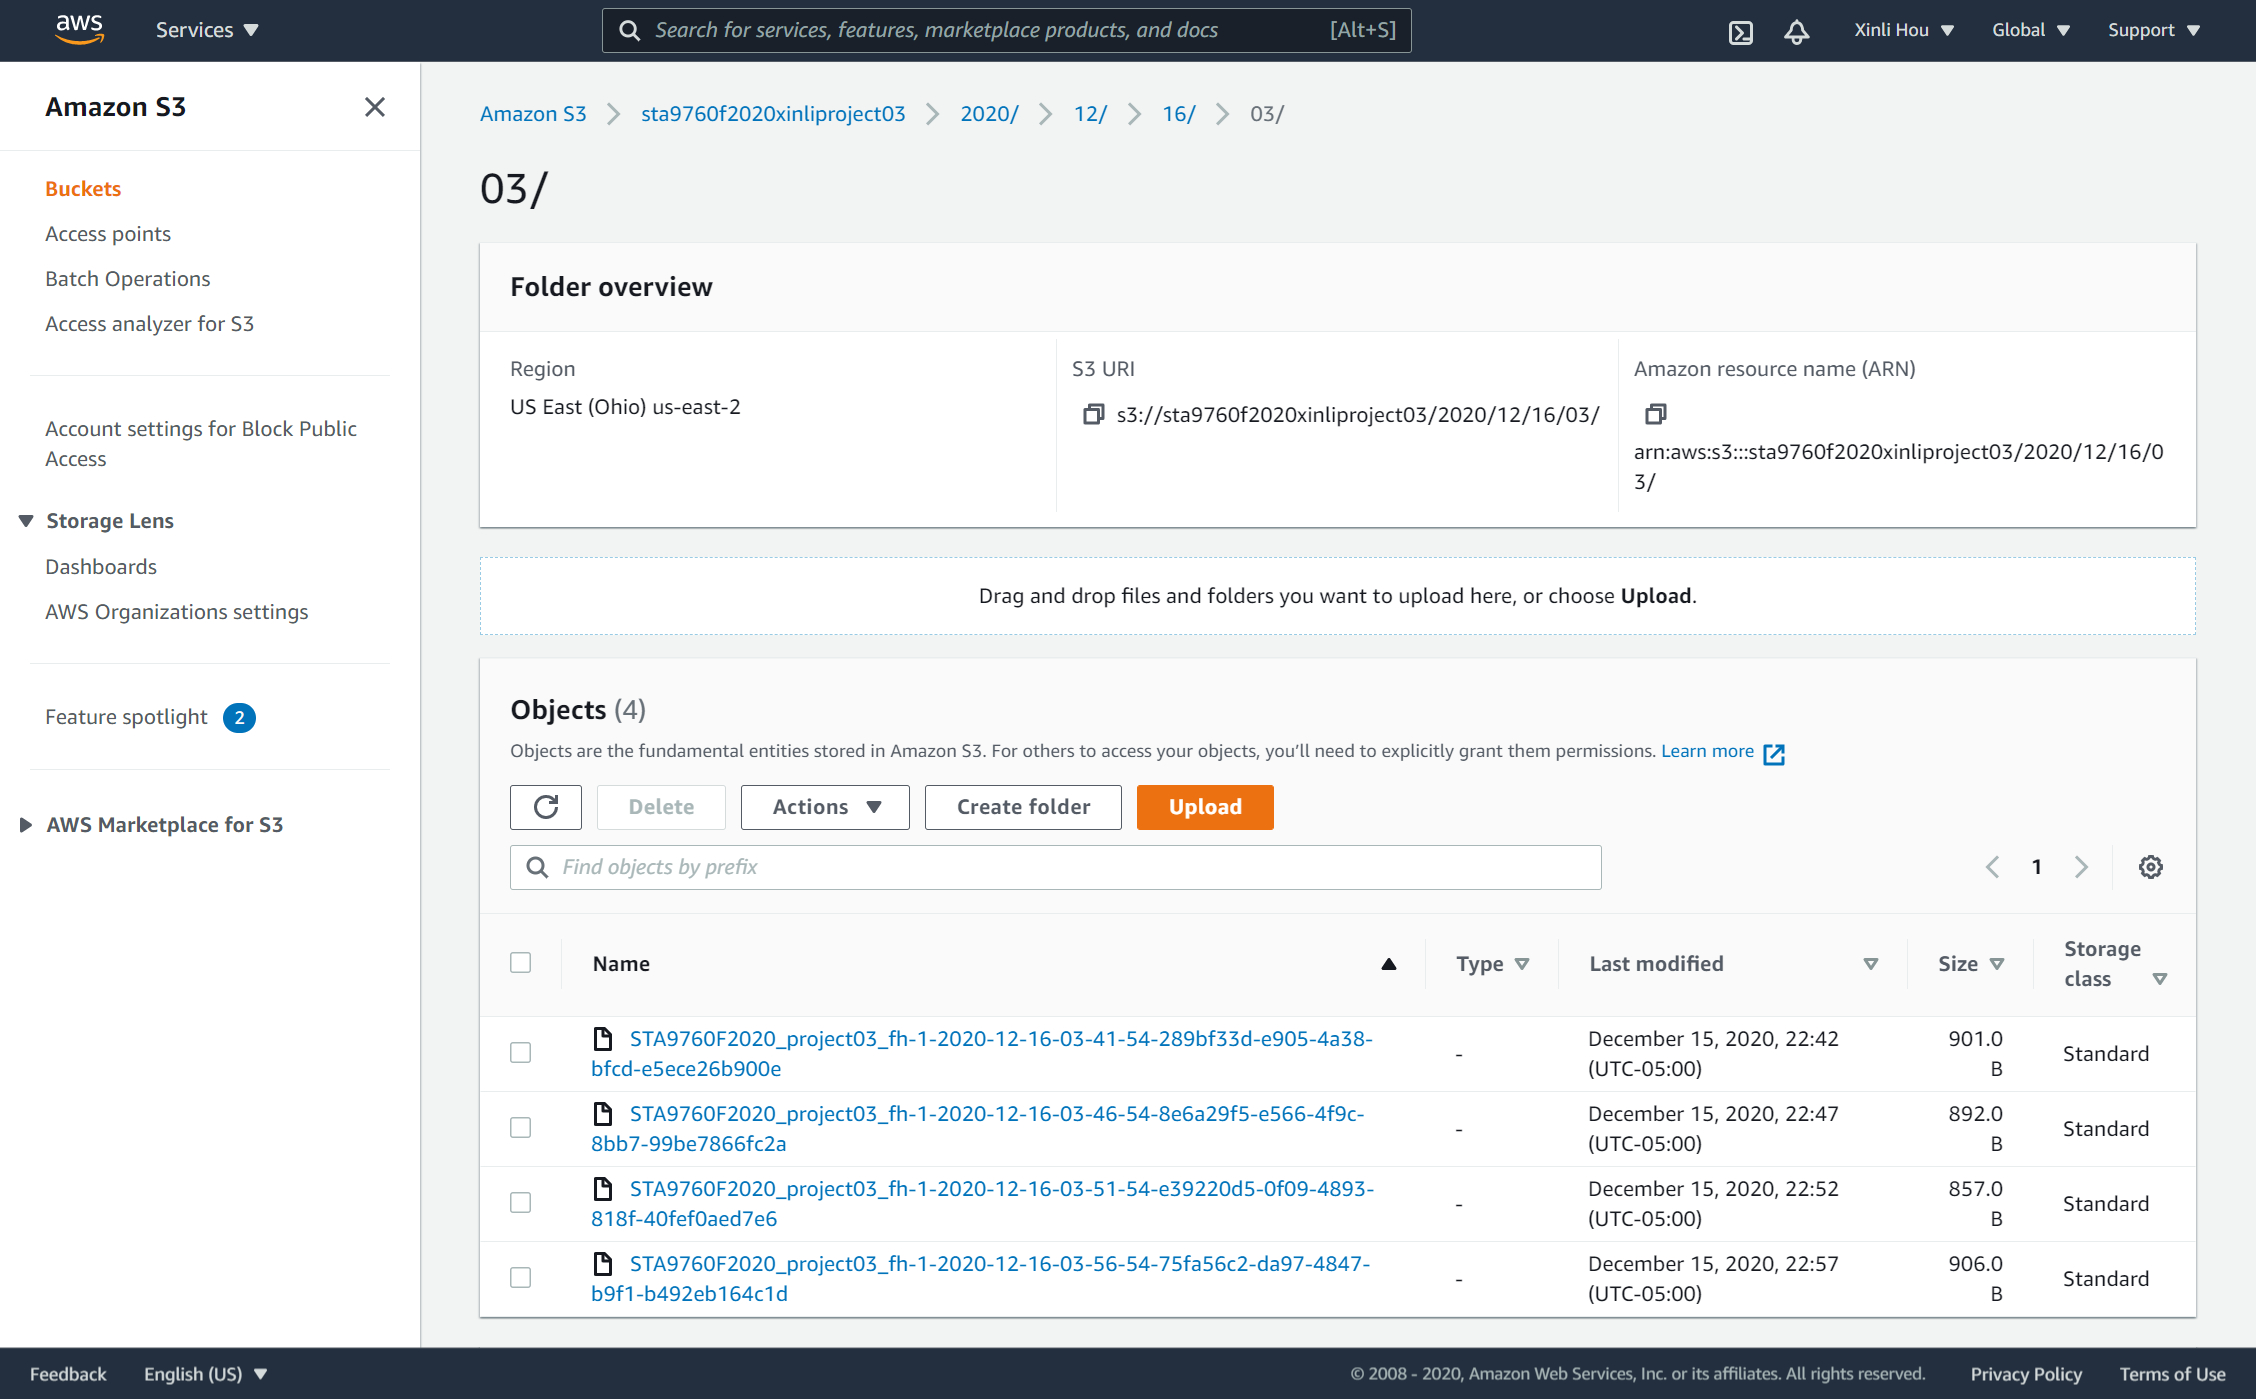 aws
Services
Search for services, features, marketplace products, and docs [Alt+S]
Xinli Hou
Global
Support
Amazon S3
Buckets
Access points
Batch Operations
Access analyzer for S3
Account settings for Block Public
Access
Storage Lens
Dashboards
AWS Organizations settings
Feature spotlight 2
AWS Marketplace for S3
Amazon S3 sta9760f2020xinliproject03 2020/ 12/ 16/ 03/
03/
Folder overview
Region
US East (Ohio) us-east-2
S3 URI
s3://sta9760f2020xinliproject03/2020/12/16/03/
Amazon resource name (ARN)
arn:aws:s3:::sta9760f2020xinliproject03/2020/12/16/0
3/
Drag and drop files and folders you want to upload here, or choose Upload.
Objects (4)
Objects are the fundamental entities stored in Amazon S3. For others to access your objects, you’ll need to explicitly grant them permissions. Learn more
Delete Actions Create folder Upload
Find objects by prefix
1
Name Type Last modified Size Storage
class
STA9760F2020_project03_fh-1-2020-12-16-03-41-54-289bf33d-e905-4a38-
bfcd-e5ece26b900e
-
December 15, 2020, 22:42
(UTC-05:00)
901.0
B
Standard
STA9760F2020_project03_fh-1-2020-12-16-03-46-54-8e6a29f5-e566-4f9c-
8bb7-99be7866fc2a
-
December 15, 2020, 22:47
(UTC-05:00)
892.0
B
Standard
STA9760F2020_project03_fh-1-2020-12-16-03-51-54-e39220d5-0f09-4893-
818f-40fef0aed7e6
-
December 15, 2020, 22:52
(UTC-05:00)
857.0
B
Standard
STA9760F2020_project03_fh-1-2020-12-16-03-56-54-75fa56c2-da97-4847-
b9f1-b492eb164c1d
-
December 15, 2020, 22:57
(UTC-05:00)
906.0
B
Standard
Feedback English (US) © 2008 - 2020, Amazon Web Services, Inc. or its affiliates. All rights reserved. Privacy Policy Terms of Use